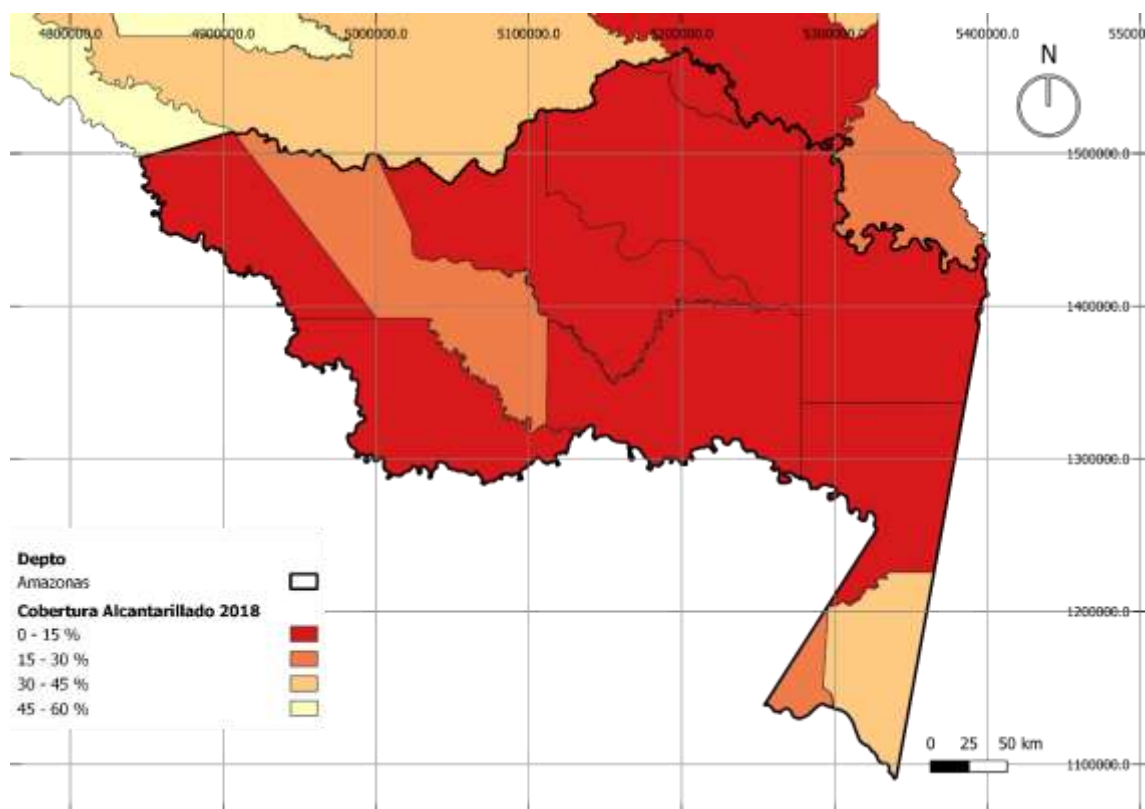 4800000.0 4900000.0 5000000.0 5100000.0 5200000.0 5300000.0 5400000.0 55000
N
1500000.0
1400000.0
1300000.0
Depto
Amazonas
Cobertura Alcantarillado 2018
0 - 15 %
15 - 30 %
30 - 45 %
45 - 60 %
1200000.0
0 25 50 km
1100000.0